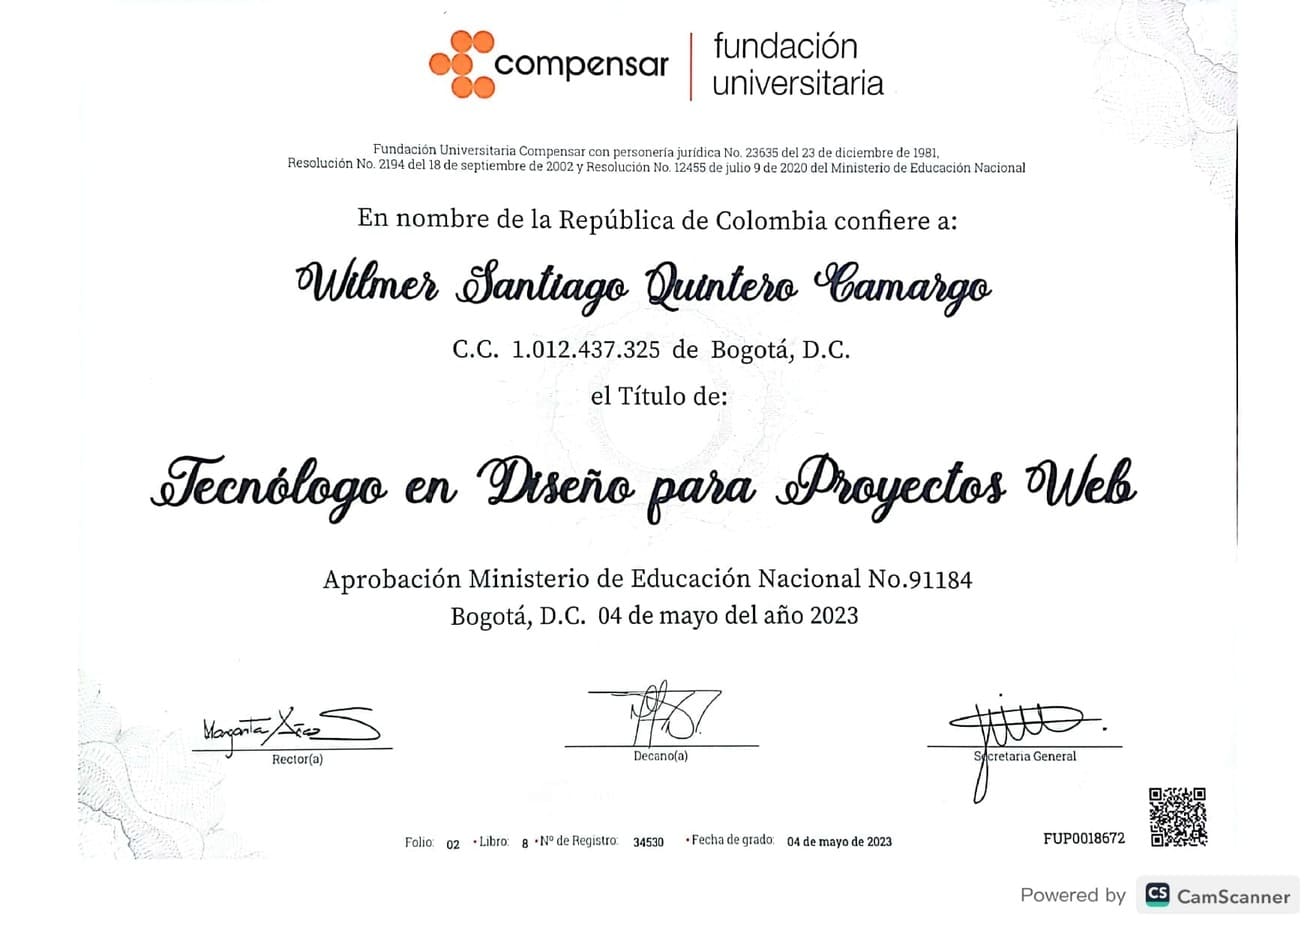 compensar
fundación
universitaria
Fundación Universitaria Compensar con personería jurídica No. 23635 del 23 de diciembre de 1981,
Resolución No. 2194 del 18 de septiembre de 2002 y Resolución No. 12455 de julio 9 de 2020 del Ministerio de Educación Nacional
En nombre de la República de Colombia confiere a:
Wilmer Santiago Quintero Camargo
C.C. 1.012.437.325 de Bogotá, D.C.
el Título de:
Tecnólogo en Diseño para Proyectos Web
Aprobación Ministerio de Educación Nacional No.91184
Bogotá, D.C. 04 de mayo del año 2023
Margarita
Rector(a)
Decano(a)
Secretaria General
Folio: 02 • Libro: 8 • Nº de Registro: 34530 • Fecha de grado: 04 de mayo de 2023
FUP0018672
Powered by CS CamScanner